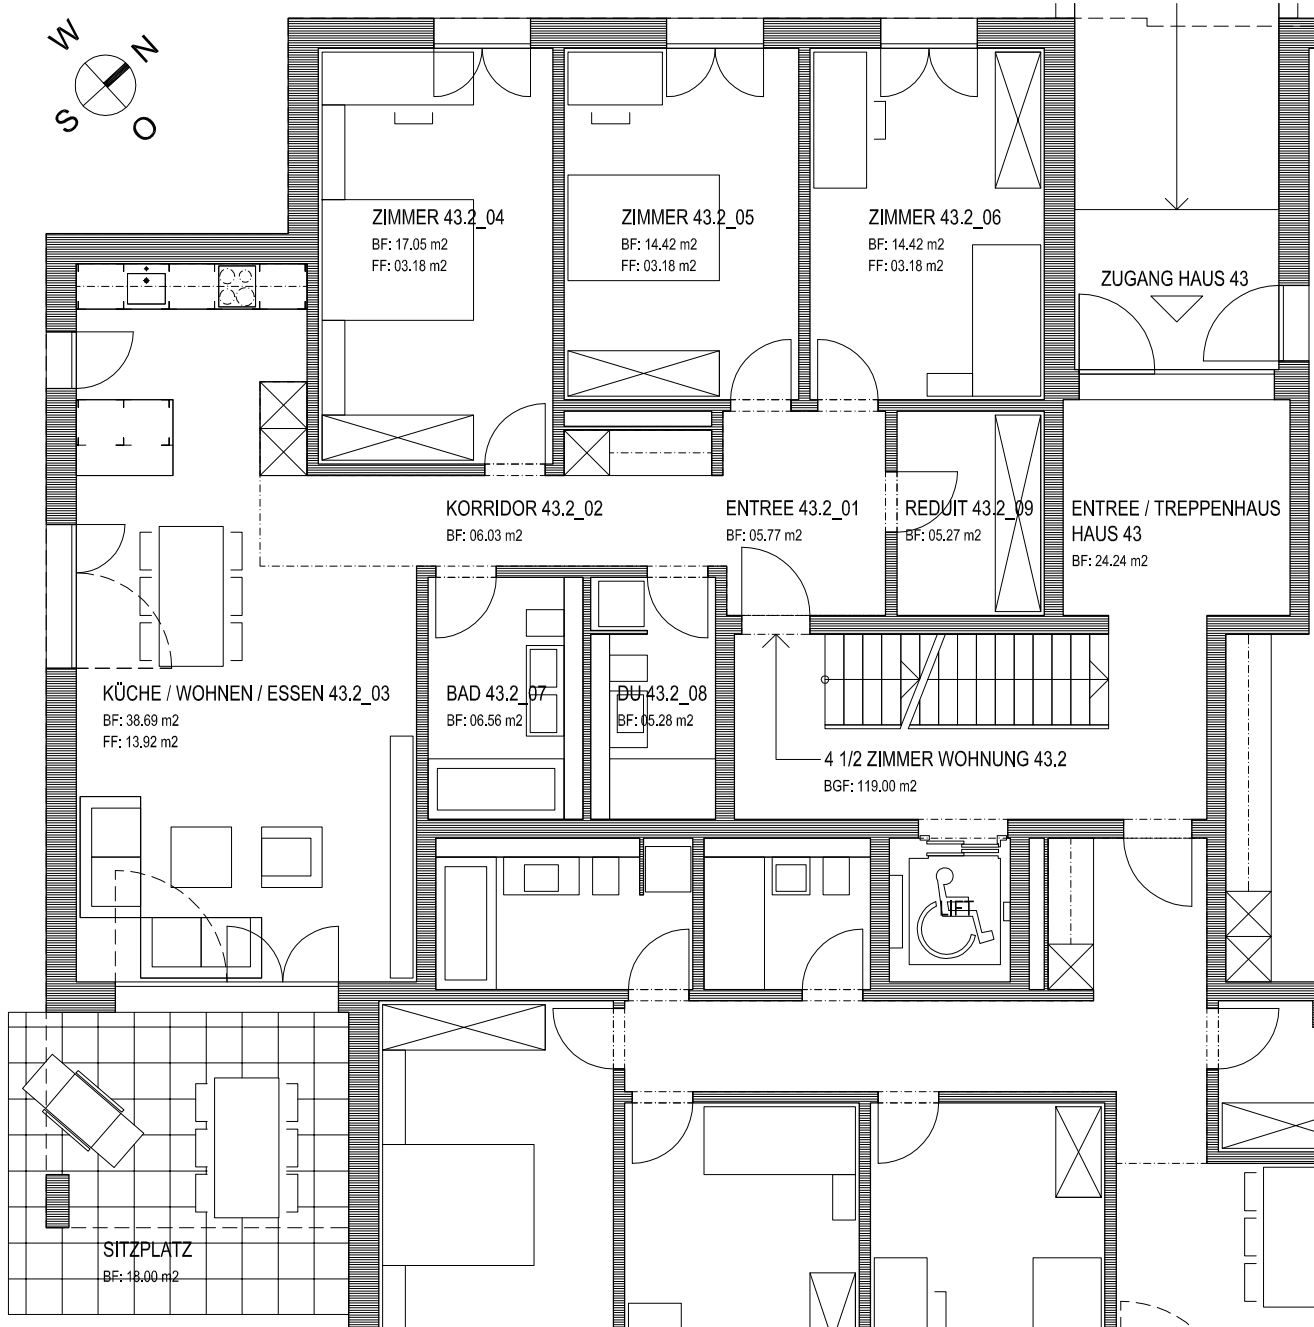 W
N
S
O
ZIMMER 43.2_04
BF: 17.05 m2
FF: 03.18 m2
ZIMMER 43.2_05
BF: 14.42 m2
FF: 03.18 m2
ZIMMER 43.2_06
BF: 14.42 m2
FF: 03.18 m2
ZUGANG HAUS 43
KORRIDOR 43.2_02
BF: 06.03 m2
ENTREE 43.2_01
BF: 05.77 m2
REDUIT 43.2_09
BF: 05.27 m2
ENTREE / TREPPENHAUS
HAUS 43
BF: 24.24 m2
KÜCHE / WOHNEN / ESSEN 43.2_03
BF: 38.69 m2
FF: 13.92 m2
BAD 43.2_07
BF: 06.56 m2
DU 43.2_08
BF: 05.28 m2
4 1/2 ZIMMER WOHNUNG 43.2
BGF: 119.00 m2
SITZPLATZ
BF: 18.00 m2